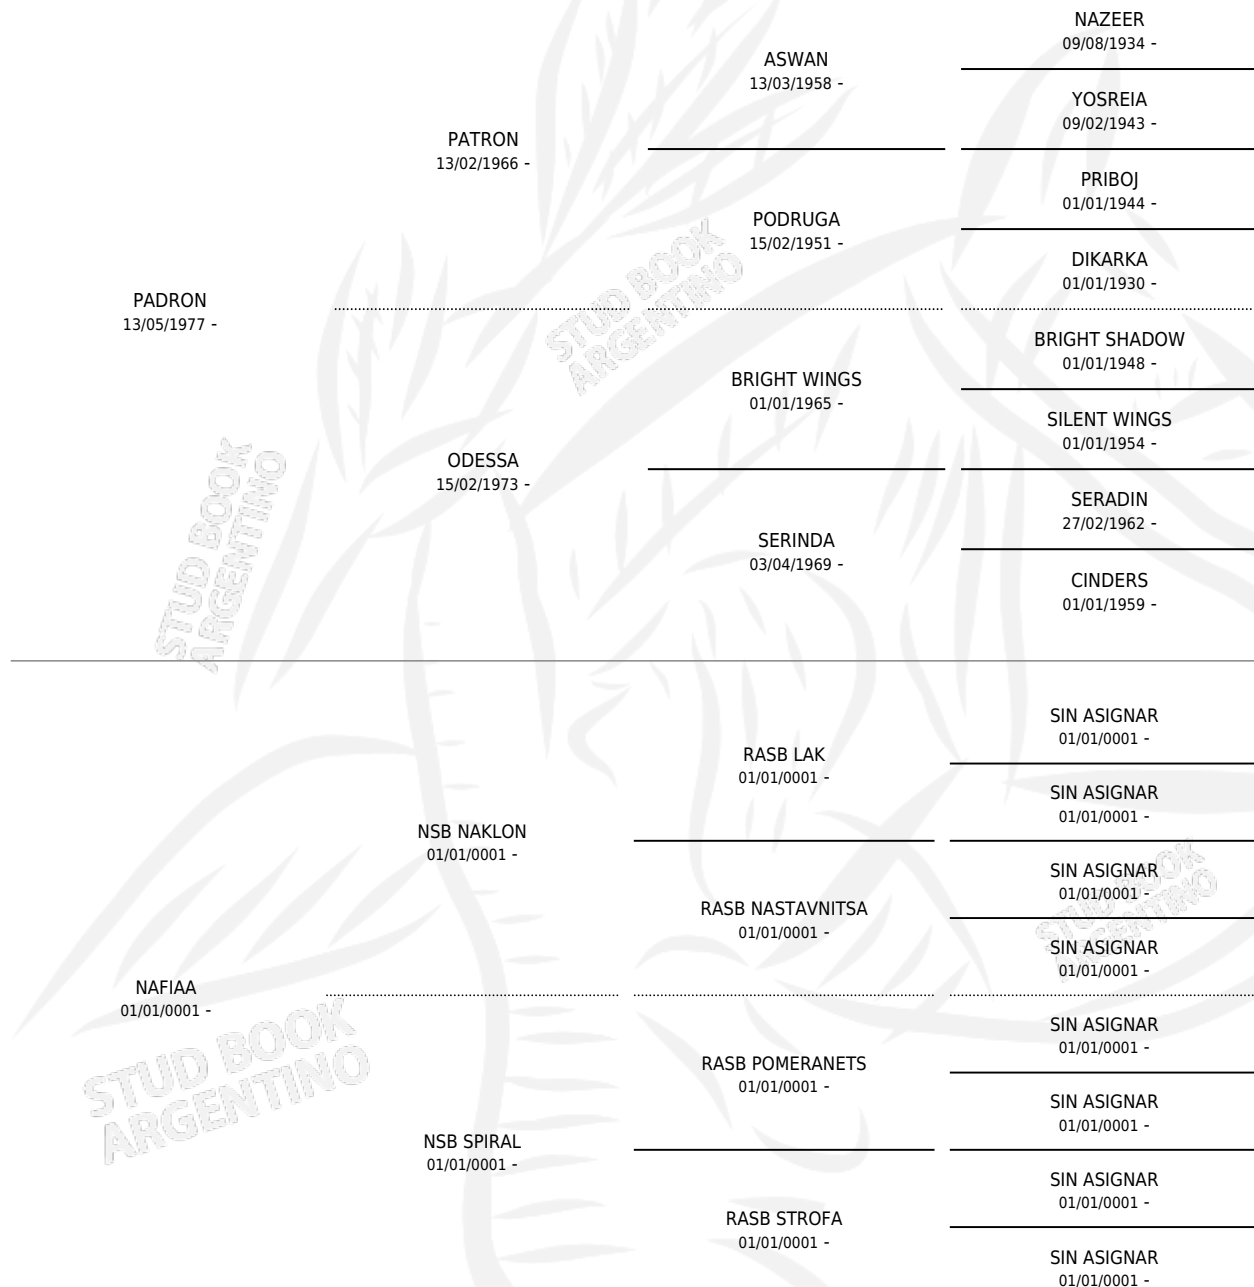 NAZEER
09/08/1934 -
ASWAN
13/03/1958 -
YOSREIA
09/02/1943 -
PATRON
13/02/1966 -
PRIBOJ
01/01/1944 -
PODRUGA
15/02/1951 -
DIKARKA
01/01/1930 -
PADRON
13/05/1977 -
BRIGHT SHADOW
01/01/1948 -
BRIGHT WINGS
01/01/1965 -
SILENT WINGS
01/01/1954 -
ODESSA
15/02/1973 -
SERADIN
27/02/1962 -
SERINDA
03/04/1969 -
CINDERS
01/01/1959 -
STUD BOOK
ARGENTINO
STUD BOOK
ARGENTINO
SIN ASIGNAR
01/01/0001 -
RASB LAK
01/01/0001 -
SIN ASIGNAR
01/01/0001 -
NSB NAKLON
01/01/0001 -
SIN ASIGNAR
01/01/0001 -
RASB NASTAVNITSA
01/01/0001 -
SIN ASIGNAR
01/01/0001 -
NAFIAA
01/01/0001 -
SIN ASIGNAR
01/01/0001 -
RASB POMERANETS
01/01/0001 -
SIN ASIGNAR
01/01/0001 -
NSB SPIRAL
01/01/0001 -
SIN ASIGNAR
01/01/0001 -
RASB STROFA
01/01/0001 -
SIN ASIGNAR
01/01/0001 -
STUD BOOK
ARGENTINO
STUD BOOK
ARGENTINO